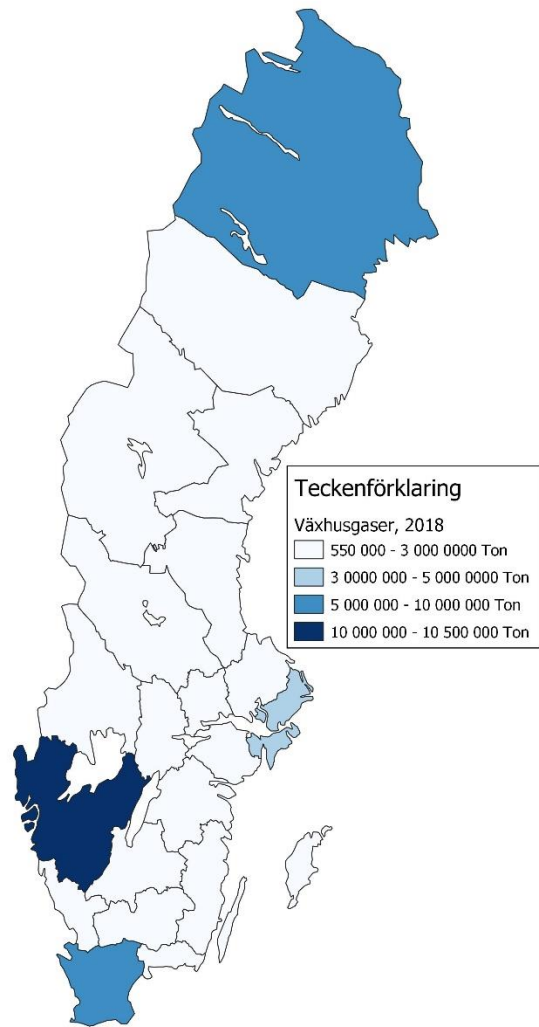 Teckenförklaring
Växhusgaser, 2018
550 000 - 3 000 0000 Ton
3 0000 000 - 5 000 0000 Ton
5 000 000 - 10 000 000 Ton
10 000 000 - 10 500 000 Ton